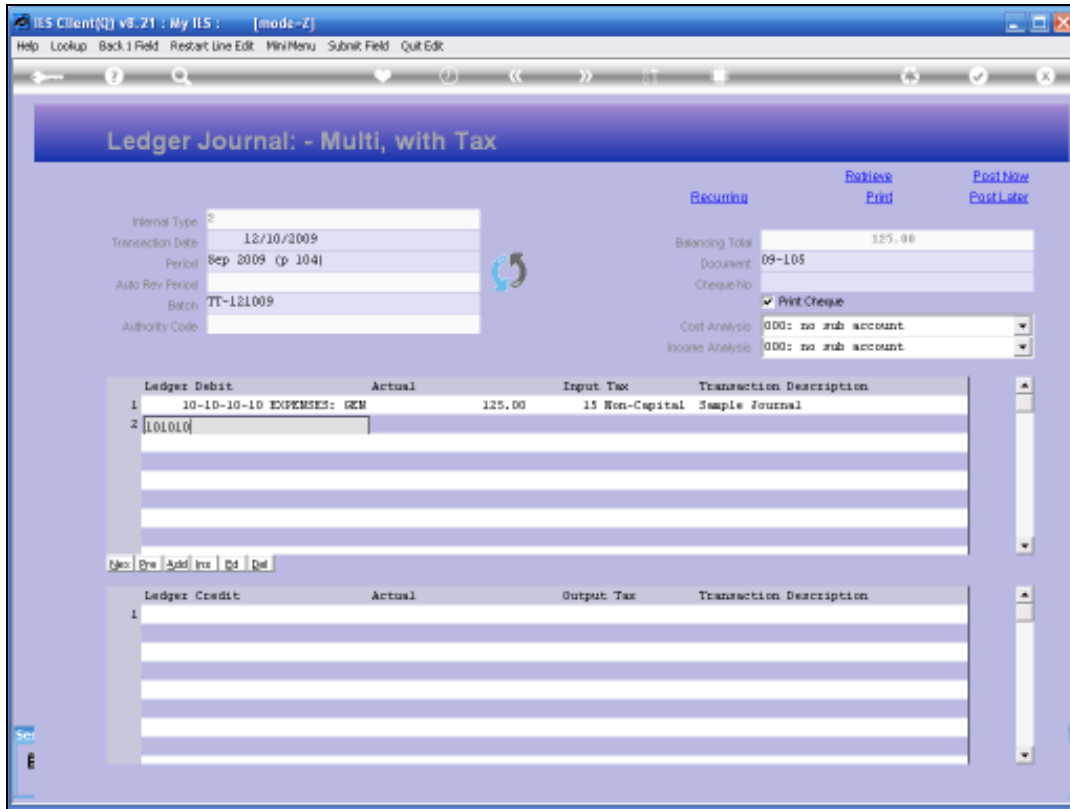 IES Client(Q) v8.21 : My IES : [mode-Z]
Help Lookup Back 1 Field Restart Line Edit MiniMenu Submit Field Quit Edit
Ledger Journal: - Multi, with Tax
Retrieve Post Now
Recurring Print Post Later
Internal Type 2
Transaction Date 12/10/2009 Balancing Total 125.00
Period Sep 2009 (p 104) Document 09-105
Auto Rev Period Cheque No
Batch TT-121009 Print Cheque
Authority Code Cost Analysis 000: no sub account
Income Analysis 000: no sub account
Ledger Debit Actual Input Tax Transaction Description
1 10-10-10-10 EXPENSES: GEN 125.00 15 Non-Capital Sample Journal
2 101010
Nex Pre Add Ins Ed Del
Ledger Credit Actual Output Tax Transaction Description
1